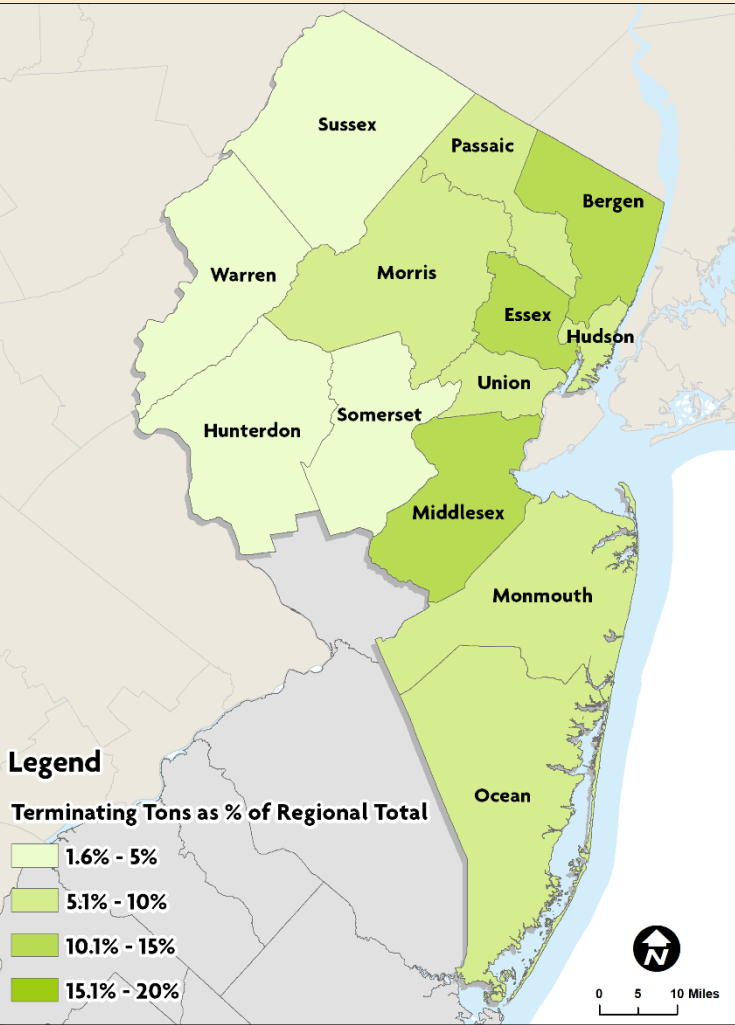 Sussex
Passaic
Bergen
Warren
Morris
Essex
Hudson
Union
Somerset
Hunterdon
Middlesex
Monmouth
Ocean
Legend
Terminating Tons as % of Regional Total
1.6% - 5%
5.1% - 10%
10.1% - 15%
15.1% - 20%
N
0 5 10 Miles